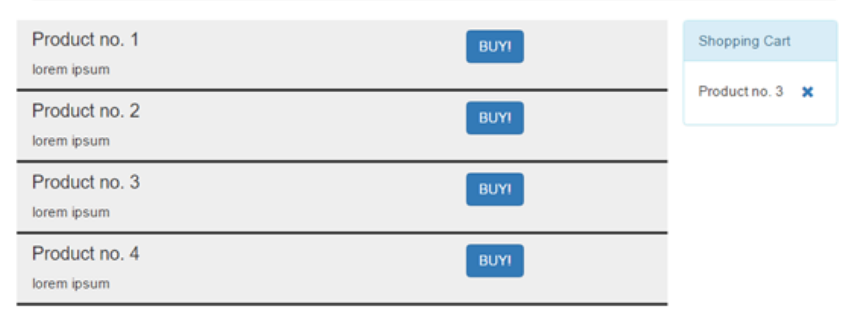 Product no. 1
BUY!
lorem ipsum
Product no. 2
BUY!
lorem ipsum
Product no. 3
BUY!
lorem ipsum
Product no. 4
BUY!
lorem ipsum
Shopping Cart
Product no. 3